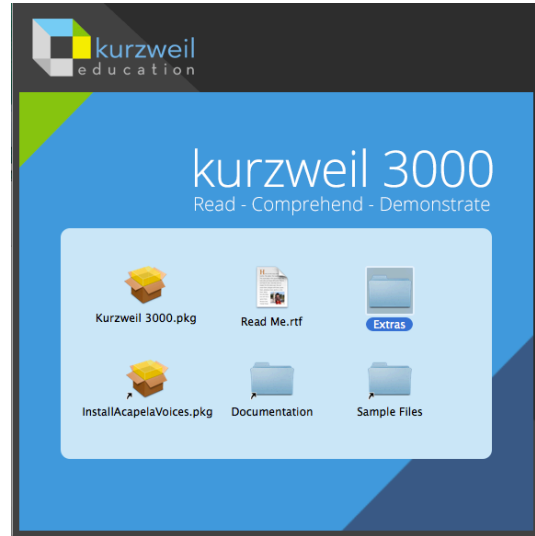 kurzweil
education
kurzweil 3000
Read - Comprehend - Demonstrate
Kurzweil 3000.pkg
Read Me.rtf
Extras
InstallAcapelaVoices.pkg
Documentation
Sample Files